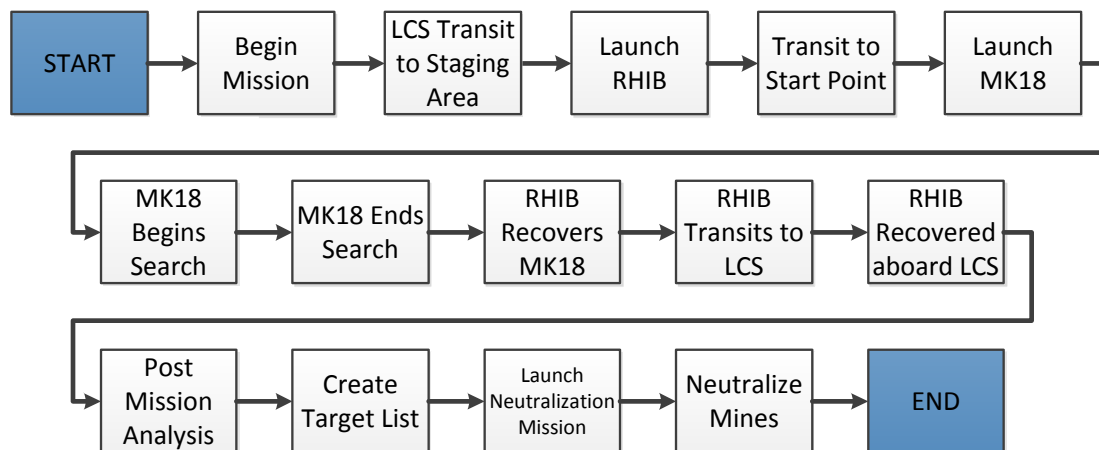 START
Begin
Mission
LCS Transit
to Staging
Area
Launch
RHIB
Transit to
Start Point
Launch
MK18
MK18
Begins
Search
MK18 Ends
Search
RHIB
Recovers
MK18
RHIB
Transits to
LCS
RHIB
Recovered
aboard LCS
Post
Mission
Analysis
Create
Target List
Launch
Neutralization
Mission
Neutralize
Mines
END